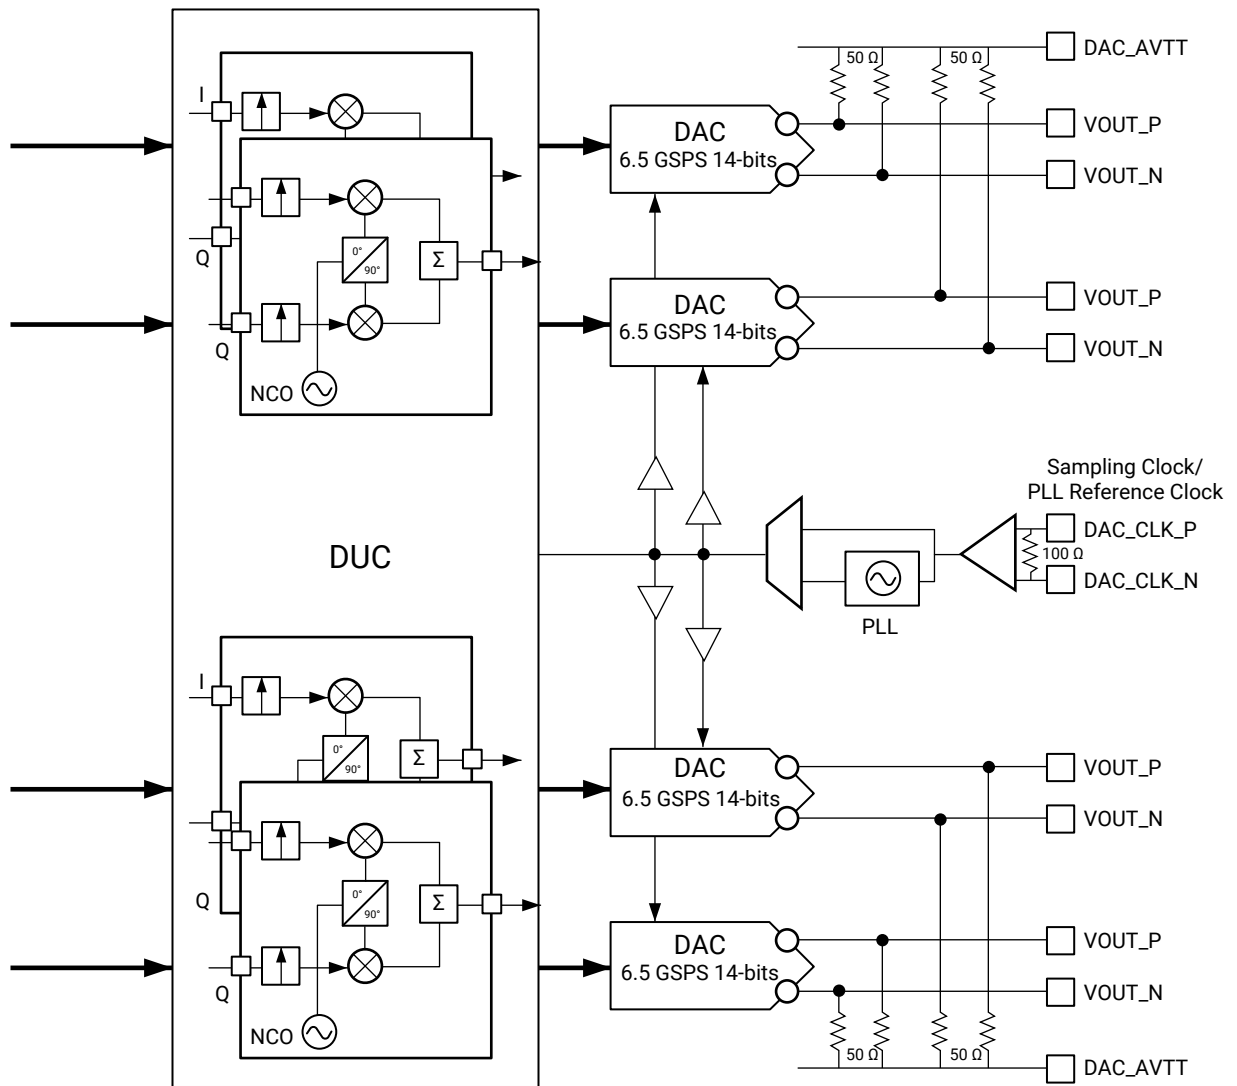 50 Ω
50 Ω
DAC_AVTT
I
DAC
6.5 GSPS 14-bits
VOUT_P
VOUT_N
Q
0°
90°
Σ
DAC
6.5 GSPS 14-bits
VOUT_P
VOUT_N
Q
NCO
Sampling Clock/
PLL Reference Clock
DAC_CLK_P
100 Ω
DAC_CLK_N
DUC
PLL
I
0°
90°
Σ
DAC
6.5 GSPS 14-bits
VOUT_P
VOUT_N
Q
0°
90°
Σ
DAC
6.5 GSPS 14-bits
VOUT_P
VOUT_N
Q
NCO
50 Ω
50 Ω
DAC_AVTT